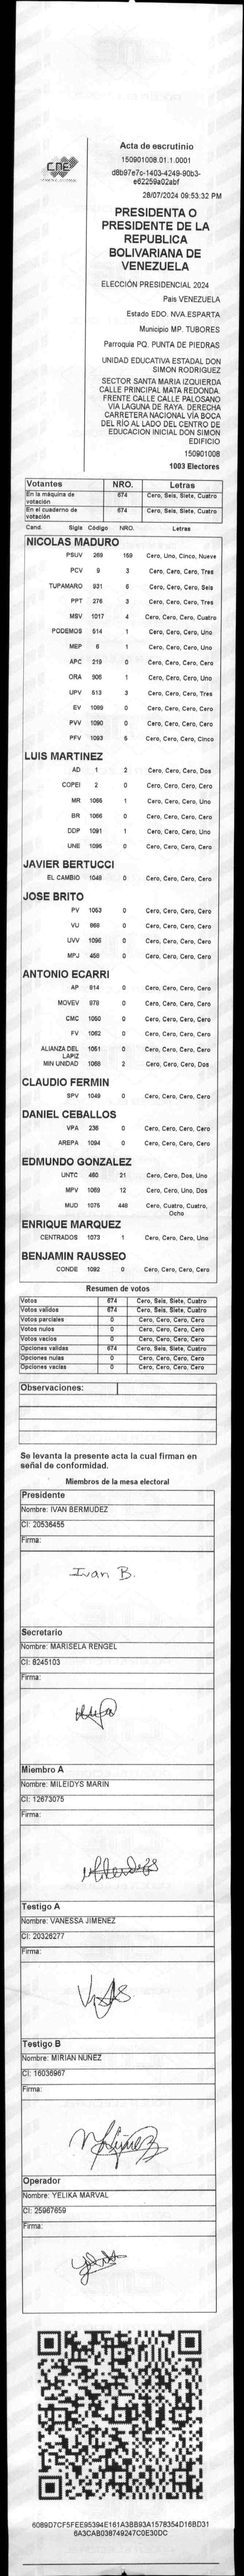 CNE
Acta de escrutinio
150901008.01.1.0001
d8b97e7c-1403-4249-90b3-
e62259a02abf
28/07/2024 09:53:32 PM
PRESIDENTA O
PRESIDENTE DE LA
REPUBLICA
BOLIVARIANA DE
VENEZUELA
ELECCIÓN PRESIDENCIAL 2024
Pais VENEZUELA
Estado EDO. NVA.ESPARTA
Municipio MP. TUBORES
Parroquia PQ. PUNTA DE PIEDRAS
UNIDAD EDUCATIVA ESTADAL DON
SIMON RODRIGUEZ
SECTOR SANTA MARIA IZQUIERDA
CALLE PRINCIPAL MATA REDONDA.
FRENTE CALLE CALLE PALOSANO
VIA LAGUNA DE RAYA. DERECHA
CARRETERA NACIONAL VIA BOCA
DEL RÍO AL LADO DEL CENTRO DE
EDUCACION INICIAL DON SIMON
EDIFICIO
150901008
1003 Electores
Votantes NRO. Letras
En la máquina de votación 674 Cero, Seis, Siete, Cuatro
En el cuaderno de votación 674 Cero, Seis, Siete, Cuatro
Cand. Sigla Código NRO. Letras
NICOLAS MADURO
PSUV 269 159 Cero, Uno, Cinco, Nueve
PCV 9 3 Cero, Cero, Cero, Tres
TUPAMARO 931 6 Cero, Cero, Cero, Seis
PPT 276 3 Cero, Cero, Cero, Tres
MSV 1017 4 Cero, Cero, Cero, Cuatro
PODEMOS 514 1 Cero, Cero, Cero, Uno
MEP 6 1 Cero, Cero, Cero, Uno
APC 219 0 Cero, Cero, Cero, Cero
ORA 906 1 Cero, Cero, Cero, Uno
UPV 513 3 Cero, Cero, Cero, Tres
EV 1089 0 Cero, Cero, Cero, Cero
PVV 1090 0 Cero, Cero, Cero, Cero
PFV 1093 5 Cero, Cero, Cero, Cinco
LUIS MARTINEZ
AD 1 2 Cero, Cero, Cero, Dos
COPEI 2 0 Cero, Cero, Cero, Cero
MR 1065 1 Cero, Cero, Cero, Uno
BR 1066 0 Cero, Cero, Cero, Cero
DDP 1091 1 Cero, Cero, Cero, Uno
UNE 1095 0 Cero, Cero, Cero, Cero
JAVIER BERTUCCI
EL CAMBIO 1048 0 Cero, Cero, Cero, Cero
JOSE BRITO
PV 1053 0 Cero, Cero, Cero, Cero
VU 868 0 Cero, Cero, Cero, Cero
UVV 1096 0 Cero, Cero, Cero, Cero
MPJ 458 0 Cero, Cero, Cero, Cero
ANTONIO ECARRI
AP 814 0 Cero, Cero, Cero, Cero
MOVEV 878 0 Cero, Cero, Cero, Cero
CMC 1050 0 Cero, Cero, Cero, Cero
FV 1062 0 Cero, Cero, Cero, Cero
ALIANZA DEL LAPIZ 1051 0 Cero, Cero, Cero, Cero
MIN UNIDAD 1058 2 Cero, Cero, Cero, Dos
CLAUDIO FERMIN
SPV 1049 0 Cero, Cero, Cero, Cero
DANIEL CEBALLOS
VPA 236 0 Cero, Cero, Cero, Cero
AREPA 1094 0 Cero, Cero, Cero, Cero
EDMUNDO GONZALEZ
UNTC 460 21 Cero, Cero, Dos, Uno
MPV 1069 12 Cero, Cero, Uno, Dos
MUD 1075 448 Cero, Cuatro, Cuatro,
Ocho
ENRIQUE MARQUEZ
CENTRADOS 1073 1 Cero, Cero, Cero, Uno
BENJAMIN RAUSSEO
CONDE 1092 0 Cero, Cero, Cero, Cero
Resumen de votos
Votos 674 Cero, Seis, Siete, Cuatro
Votos validos 674 Cero, Seis, Siete, Cuatro
Votos parciales 0 Cero, Cero, Cero, Cero
Votos nulos 0 Cero, Cero, Cero, Cero
Votos vacios 0 Cero, Cero, Cero, Cero
Opciones validas 674 Cero, Seis, Siete, Cuatro
Opciones nulas 0 Cero, Cero, Cero, Cero
Opciones vacias 0 Cero, Cero, Cero, Cero
Observaciones:
Se levanta la presente acta la cual firman en
señal de conformidad.
Miembros de la mesa electoral
Presidente
Nombre: IVAN BERMUDEZ
CI: 20538455
Firma:
Ivan B.
Secretario
Nombre: MARISELA RENGEL
CI: 8245103
Firma:
Miembro A
Nombre: MILEIDYS MARIN
CI: 12673075
Firma:
Testigo A
Nombre: VANESSA JIMENEZ
CI: 20326277
Firma:
Testigo B
Nombre: MIRIAN NUÑEZ
CI: 16036967
Firma:
Operador
Nombre: YELIKA MARVAL
CI: 25967659
Firma:
6089D7CF5FEE95394E161A3BB93A1578354D16BD31
6A3CAB038749247C0E30DC